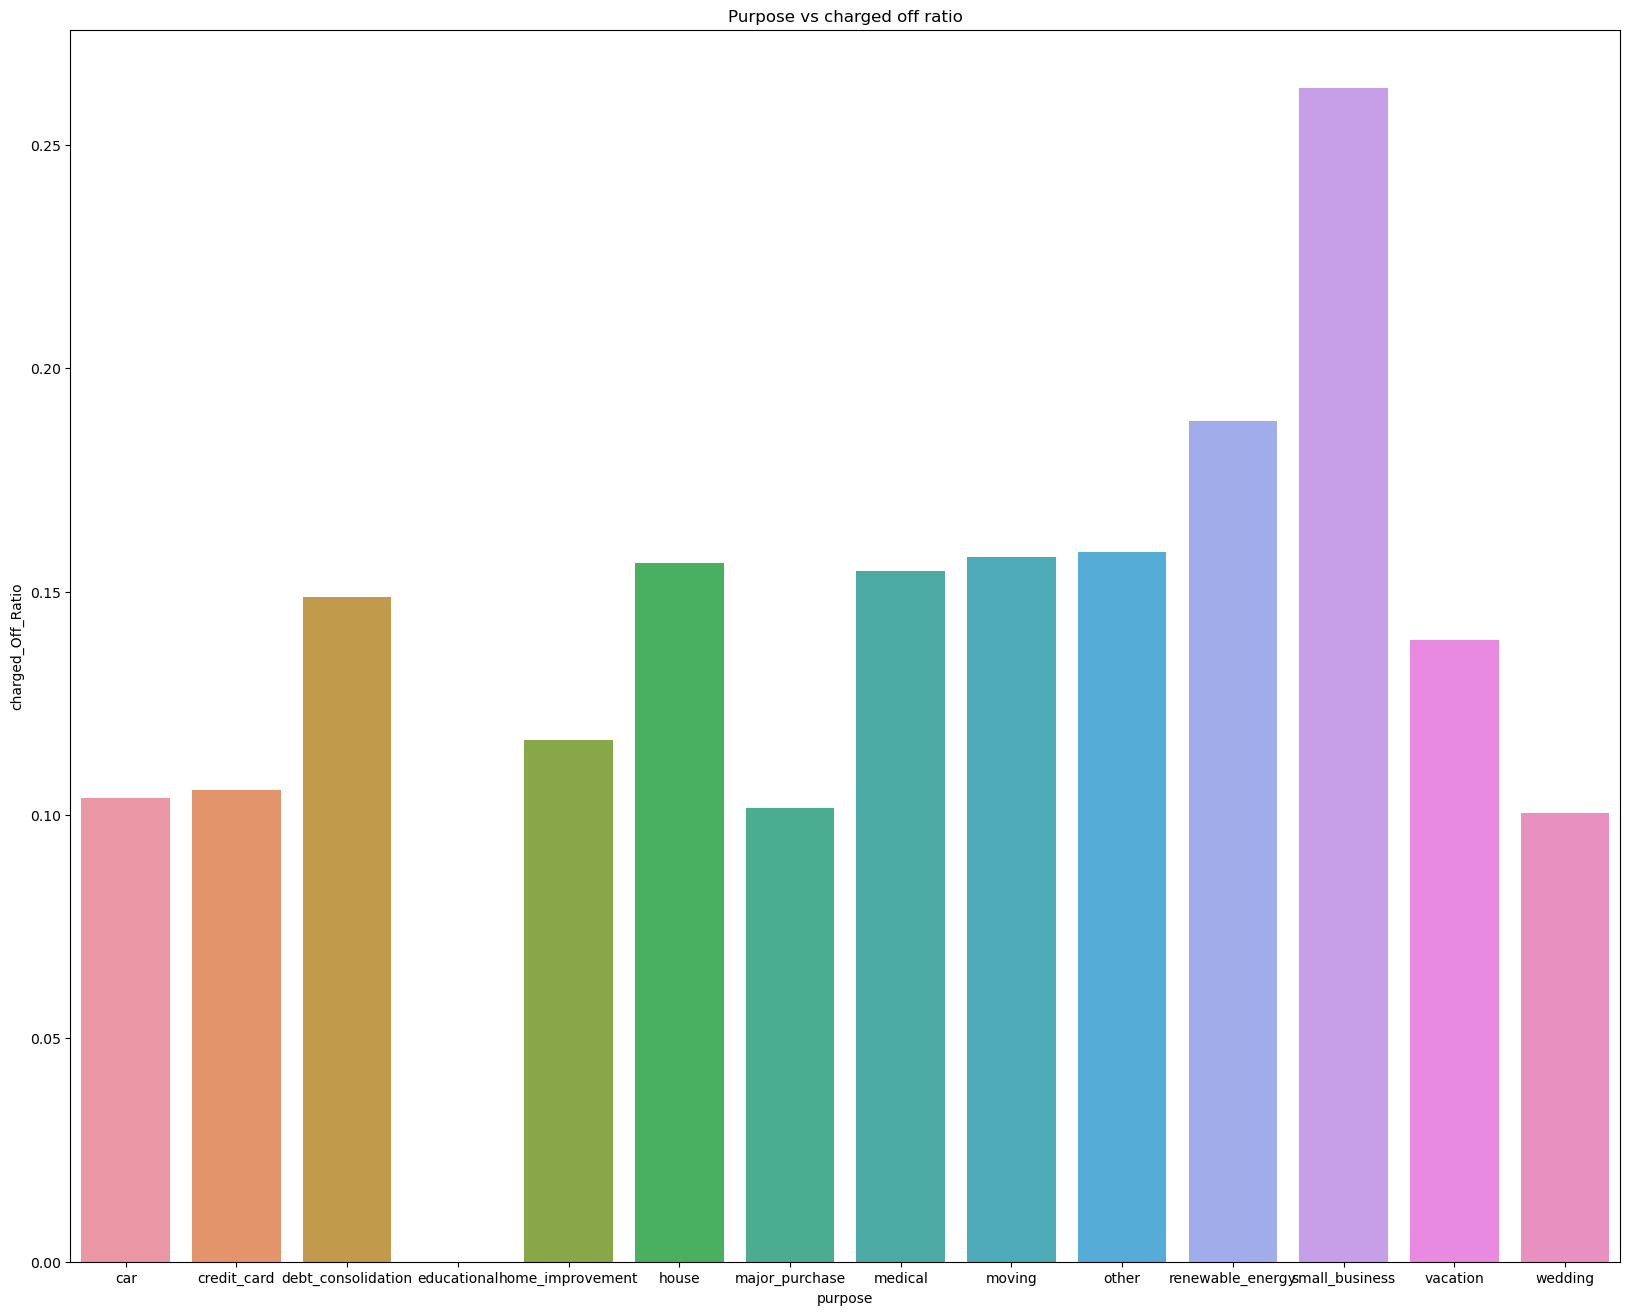 Purpose vs charged off ratio
charged_Off_Ratio
0.25
0.20
0.15
0.10
0.05
0.00
car credit_card debt_consolidation educational home_improvement house major_purchase medical moving other renewable_energy small_business vacation wedding
purpose